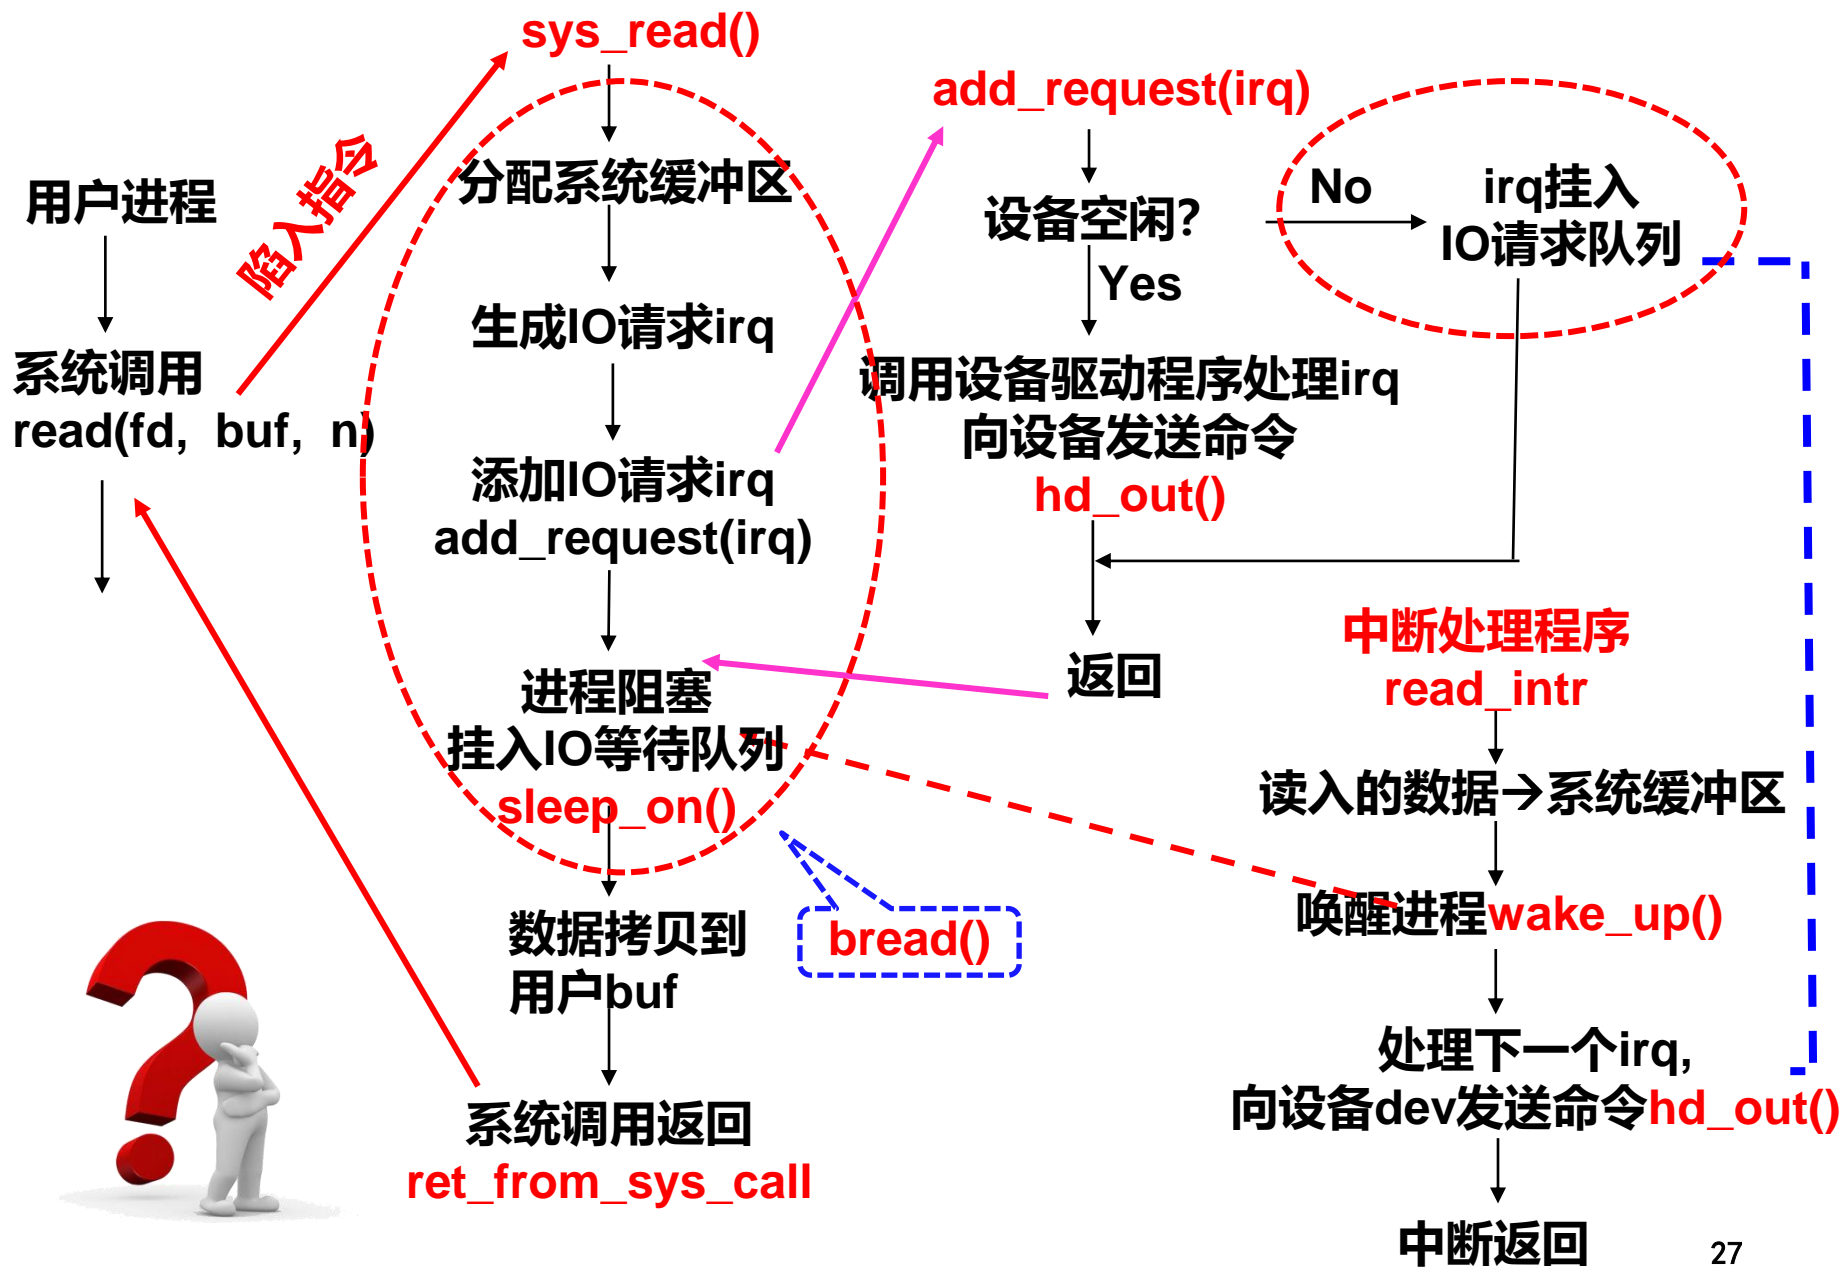 用户进程
系统调用
read(fd, buf, n)
陷入指令
sys_read()
分配系统缓冲区
生成IO请求irq
添加IO请求irq
add_request(irq)
进程阻塞
挂入IO等待队列
sleep_on()
bread()
数据拷贝到
用户buf
系统调用返回
ret_from_sys_call
add_request(irq)
设备空闲?
No
irq挂入
IO请求队列
Yes
调用设备驱动程序处理irq
向设备发送命令
hd_out()
返回
中断处理程序
read_intr
读入的数据→系统缓冲区
唤醒进程wake_up()
处理下一个irq,
向设备dev发送命令hd_out()
中断返回
27